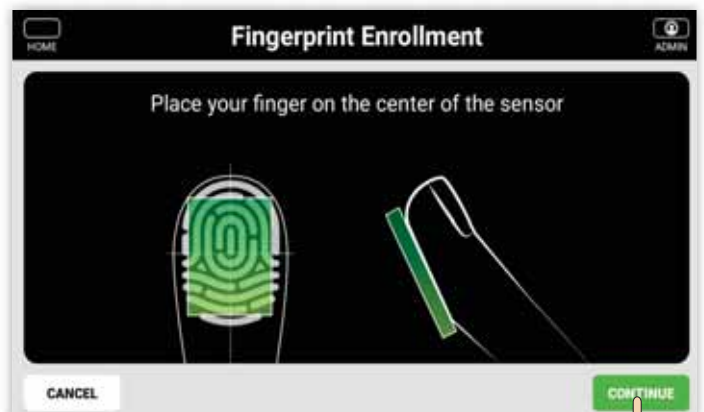 HOME
Fingerprint Enrollment
ADMIN
Place your finger on the center of the sensor
CANCEL
CONTINUE